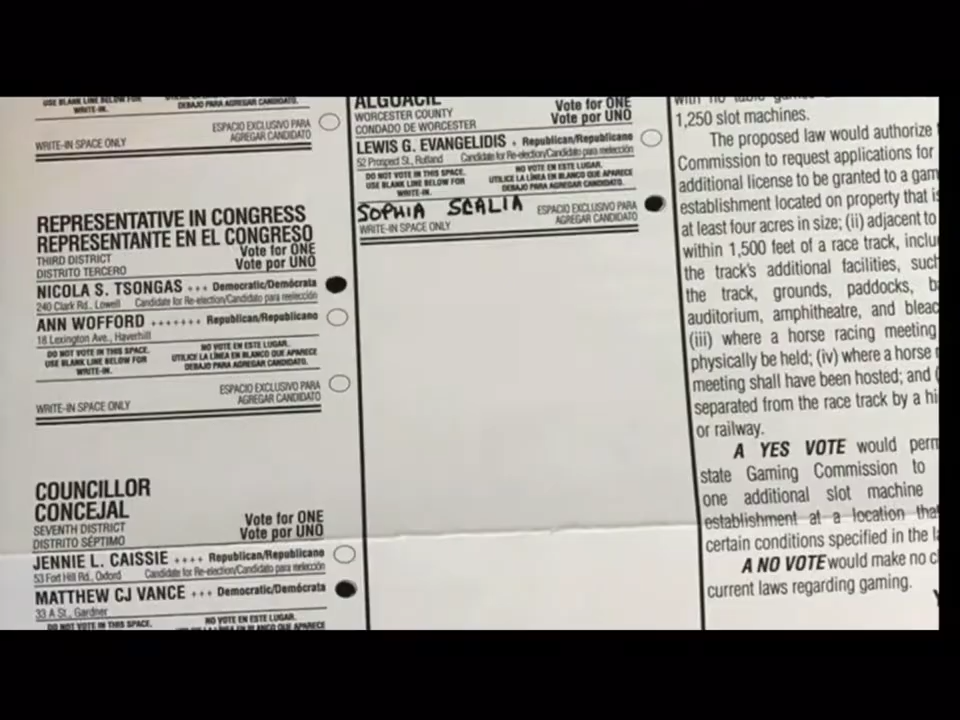 USE BLANK LINE BELOW FOR
WRITE-IN.
DEBAJO PARA AGREGAR CANDIDATO.
ESPACIO EXCLUSIVO PARA
AGREGAR CANDIDATO
WRITE-IN SPACE ONLY
REPRESENTATIVE IN CONGRESS
REPRESENTANTE EN EL CONGRESO
THIRD DISTRICT
DISTRITO TERCERO
Vote for ONE
Vote por UNO
NICOLA S. TSONGAS +++ Democratic/Demócrata
240 Clark Rd., Lowell Candidate for Re-election/Candidato para reelección
ANN WOFFORD +++++++ Republican/Republicano
18 Lexington Ave., Haverhill
DO NOT VOTE IN THIS SPACE.
USE BLANK LINE BELOW FOR
WRITE-IN.
NO VOTE EN ESTE LUGAR.
UTILICE LA LÍNEA EN BLANCO QUE APARECE
DEBAJO PARA AGREGAR CANDIDATO.
ESPACIO EXCLUSIVO PARA
AGREGAR CANDIDATO
WRITE-IN SPACE ONLY
COUNCILLOR
CONCEJAL
SEVENTH DISTRICT
DISTRITO SÉPTIMO
Vote for ONE
Vote por UNO
JENNIE L. CAISSIE ++++ Republican/Republicano
53 Fort Hill Rd., Oxford Candidate for Re-election/Candidato para reelección
MATTHEW CJ VANCE +++ Democratic/Demócrata
33 A St., Gardner
DO NOT VOTE IN THIS SPACE.
NO VOTE EN ESTE LUGAR.
ALGUACIL
WORCESTER COUNTY
CONDADO DE WORCESTER
Vote for ONE
Vote por UNO
LEWIS G. EVANGELIDIS + Republican/Republicano
52 Prospect St., Rutland Candidate for Re-election/Candidato para reelección
DO NOT VOTE IN THIS SPACE.
USE BLANK LINE BELOW FOR
WRITE-IN.
NO VOTE EN ESTE LUGAR.
UTILICE LA LÍNEA EN BLANCO QUE APARECE
DEBAJO PARA AGREGAR CANDIDATO.
SOPHIA SCALIA
ESPACIO EXCLUSIVO PARA
AGREGAR CANDIDATO
WRITE-IN SPACE ONLY
with no table
1,250 slot machines.
The proposed law would authorize
Commission to request applications for
additional license to be granted to a gam
establishment located on property that is
at least four acres in size; (ii) adjacent to
within 1,500 feet of a race track, inclu
the track's additional facilities, such
the track, grounds, paddocks, b
auditorium, amphitheatre, and bleac
(iii) where a horse racing meeting
physically be held; (iv) where a horse
meeting shall have been hosted; and
separated from the race track by a hi
or railway.
A YES VOTE would perm
state Gaming Commission to
one additional slot machine
establishment at a location that
certain conditions specified in the l
A NO VOTE would make no c
current laws regarding gaming.